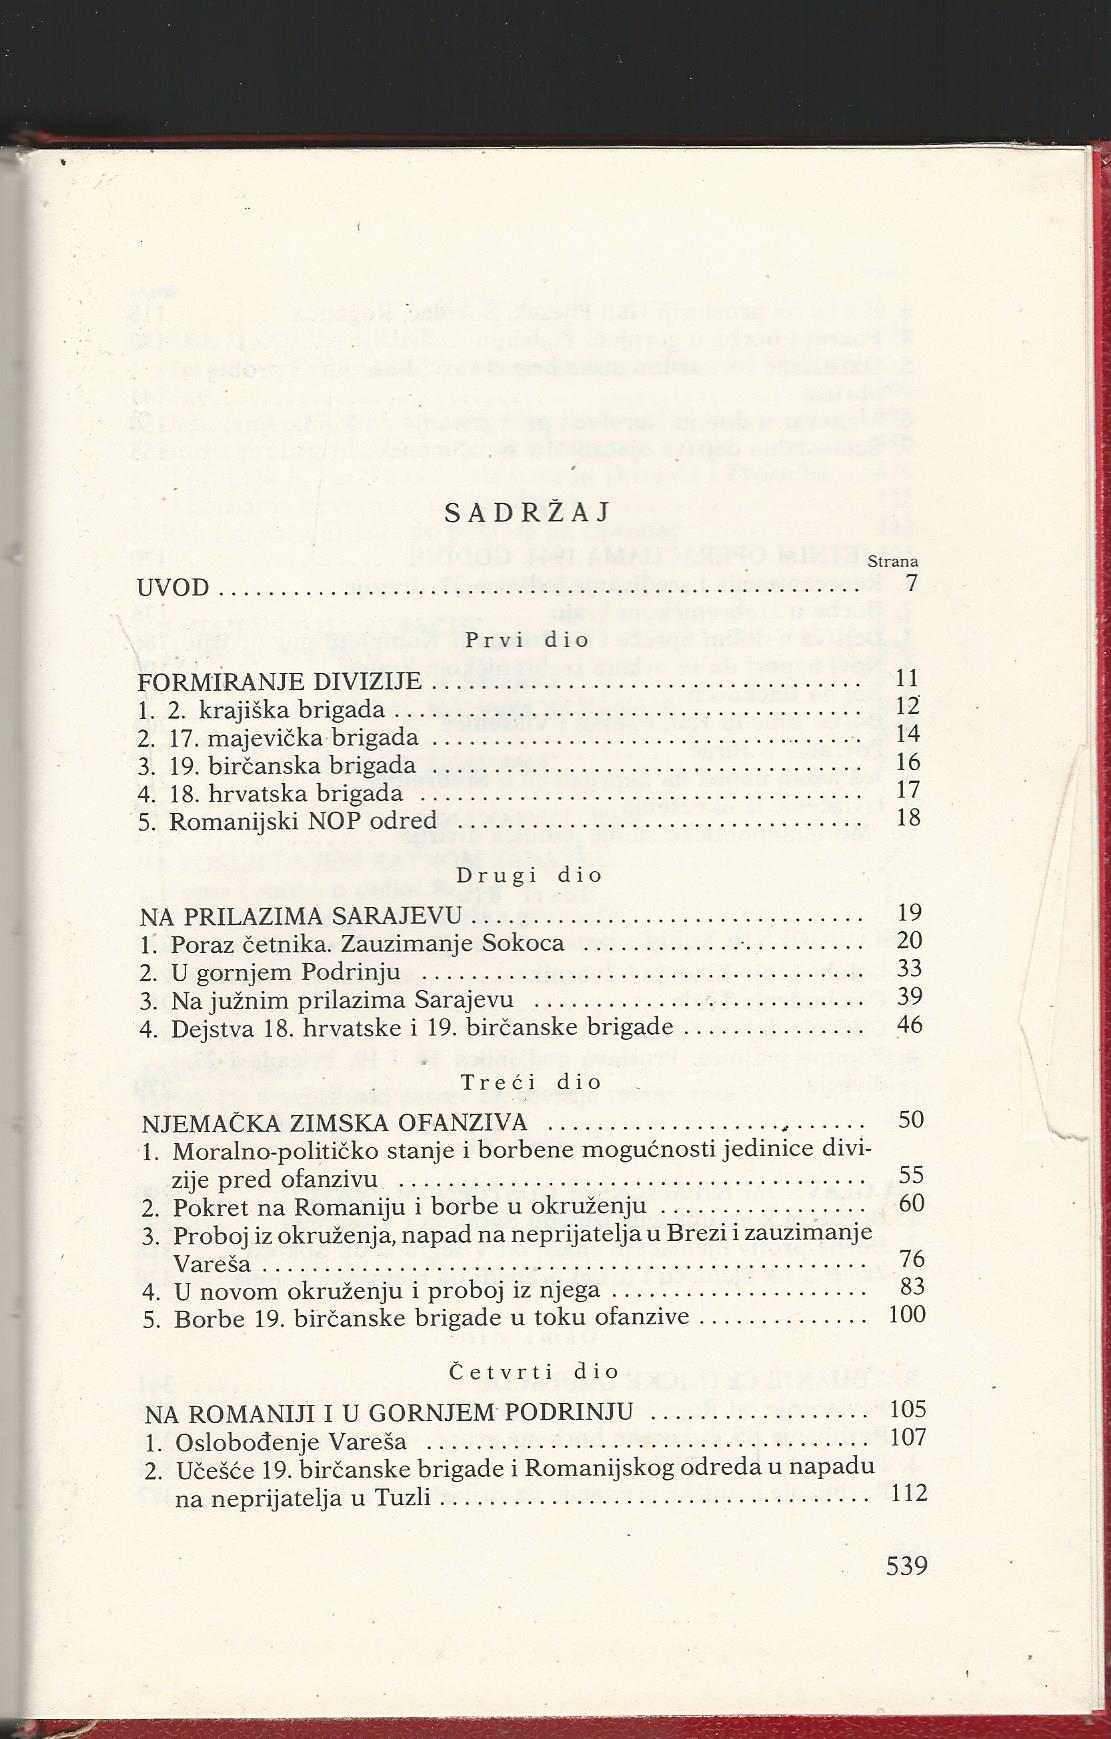 SADRŽAJ
Strana
UVOD .................................................. 7
Prvi dio
FORMIRANJE DIVIZIJE .................................. 11
1. 2. krajiška brigada .................................... 12
2. 17. majevička brigada ................................. 14
3. 19. birčanska brigada ................................. 16
4. 18. hrvatska brigada .................................. 17
5. Romanijski NOP odred ................................ 18
Drugi dio
NA PRILAZIMA SARAJEVU ............................... 19
1. Poraz četnika. Zauzimanje Sokoca ....................... 20
2. U gornjem Podrinju ................................... 33
3. Na južnim prilazima Sarajevu .......................... 39
4. Dejstva 18. hrvatske i 19. birčanske brigade ............... 46
Treći dio
NJEMAČKA ZIMSKA OFANZIVA ......................... 50
1. Moralno-političko stanje i borbene mogućnosti jedinice divi-
zije pred ofanzivu ..................................... 55
2. Pokret na Romaniju i borbe u okruženju ................. 60
3. Proboj iz okruženja, napad na neprijatelja u Brezi i zauzimanje
Vareša ................................................ 76
4. U novom okruženju i proboj iz njega ..................... 83
5. Borbe 19. birčanske brigade u toku ofanzive .............. 100
Četvrti dio
NA ROMANIJI I U GORNJEM PODRINJU .................. 105
1. Oslobođenje Vareša ................................... 107
2. Učešće 19. birčanske brigade i Romanijskog odreda u napadu
na neprijatelja u Tuzli .................................. 112
539